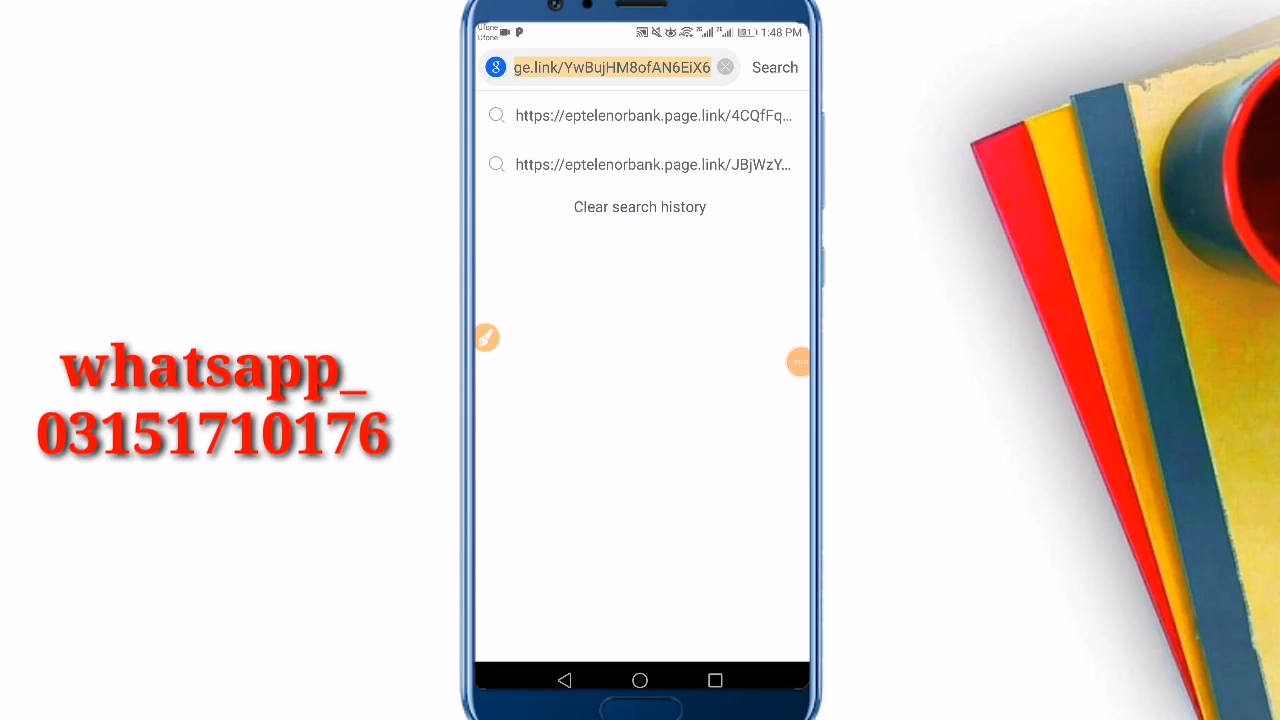 Ufone
Ufone
1:48 PM
ge.link/YwBujHM8ofAN6EiX6
Search
https://eptelenorbank.page.link/4CQfFq...
https://eptelenorbank.page.link/JBjWzY...
Clear search history
whatsapp_
03151710176